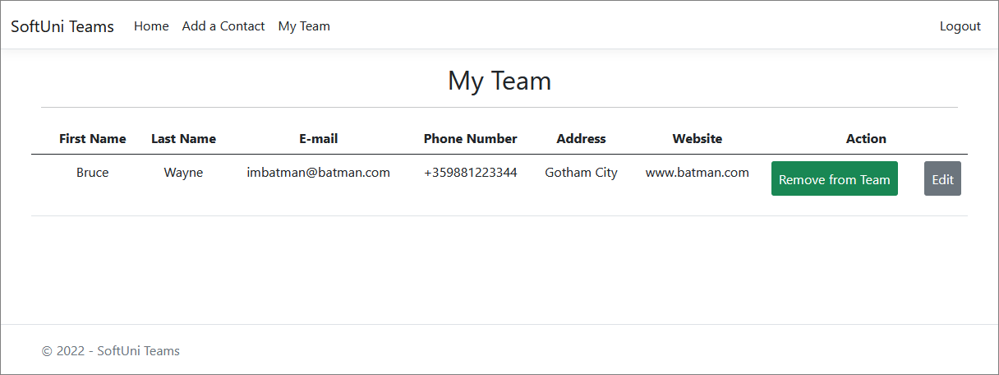 SoftUni Teams Home Add a Contact My Team Logout
My Team
First Name Last Name E-mail Phone Number Address Website Action
Bruce Wayne imbatman@batman.com +359881223344 Gotham City www.batman.com Remove from Team Edit
© 2022 - SoftUni Teams